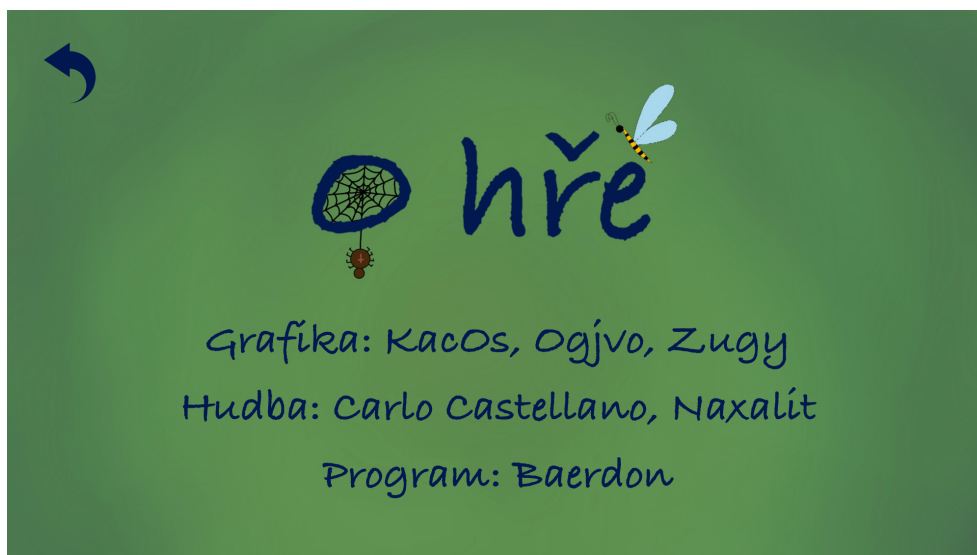 O hře
Grafika: KacOs, Ogjvo, Zugy
Hudba: Carlo Castellano, Naxalit
Program: Baerdon